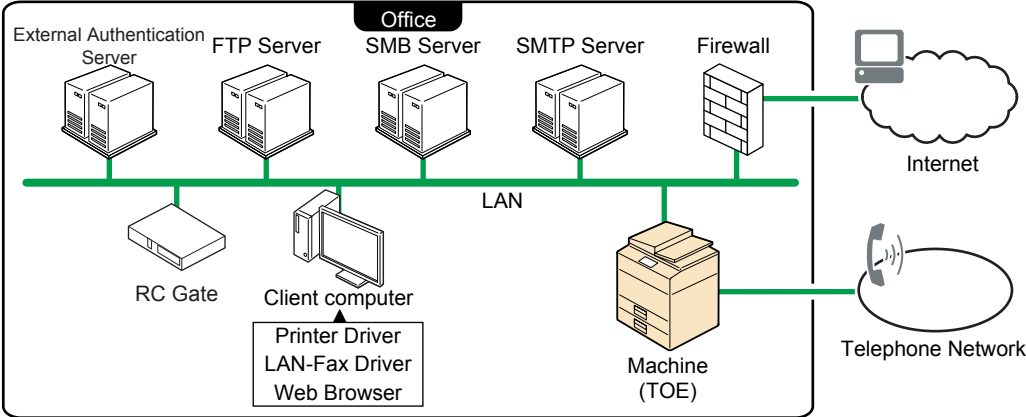 Office
External Authentication
Server
FTP Server
SMB Server
SMTP Server
Firewall
Internet
LAN
RC Gate
Client computer
Printer Driver
LAN-Fax Driver
Web Browser
Machine
(TOE)
Telephone Network